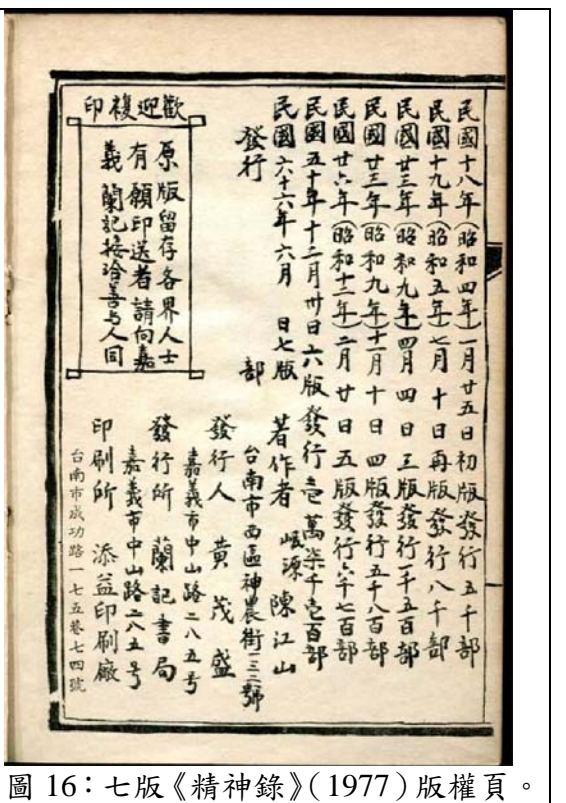 民國十八年(昭和四年)一月廿五日初版發行五千部
民國十九年(昭和五年)七月十日再版發行八千部
民國廿三年(昭和九年)四月四日三版發行一千五百部
民國廿三年(昭和九年)十一月十日四版發行五千八百部
民國廿六年(昭和十二年)二月廿日五版發行六千七百部
民國五十年十二月卅日六版發行壱萬柒千壱百部
民國六十六年六月 日七版
發行 部
著作者 岷源 陳江山
台南市西區神農街三三號
發行人 黃茂盛
嘉義市中山路二八五号
發行所 蘭記書局
嘉義市中山路二八五号
印刷所 添益印刷廠
台南市成功路一七五巷七四號
歡迎複印
原版留存各界人士
有願印送者請向嘉
義蘭記接洽善与人同
圖 16：七版《精神錄》(1977)版權頁。